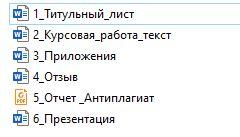 1_Титульный_лист
2_Курсовая_работа_текст
3_Приложения
4_Отзыв
5_Отчет _Антиплагиат
6_Презентация